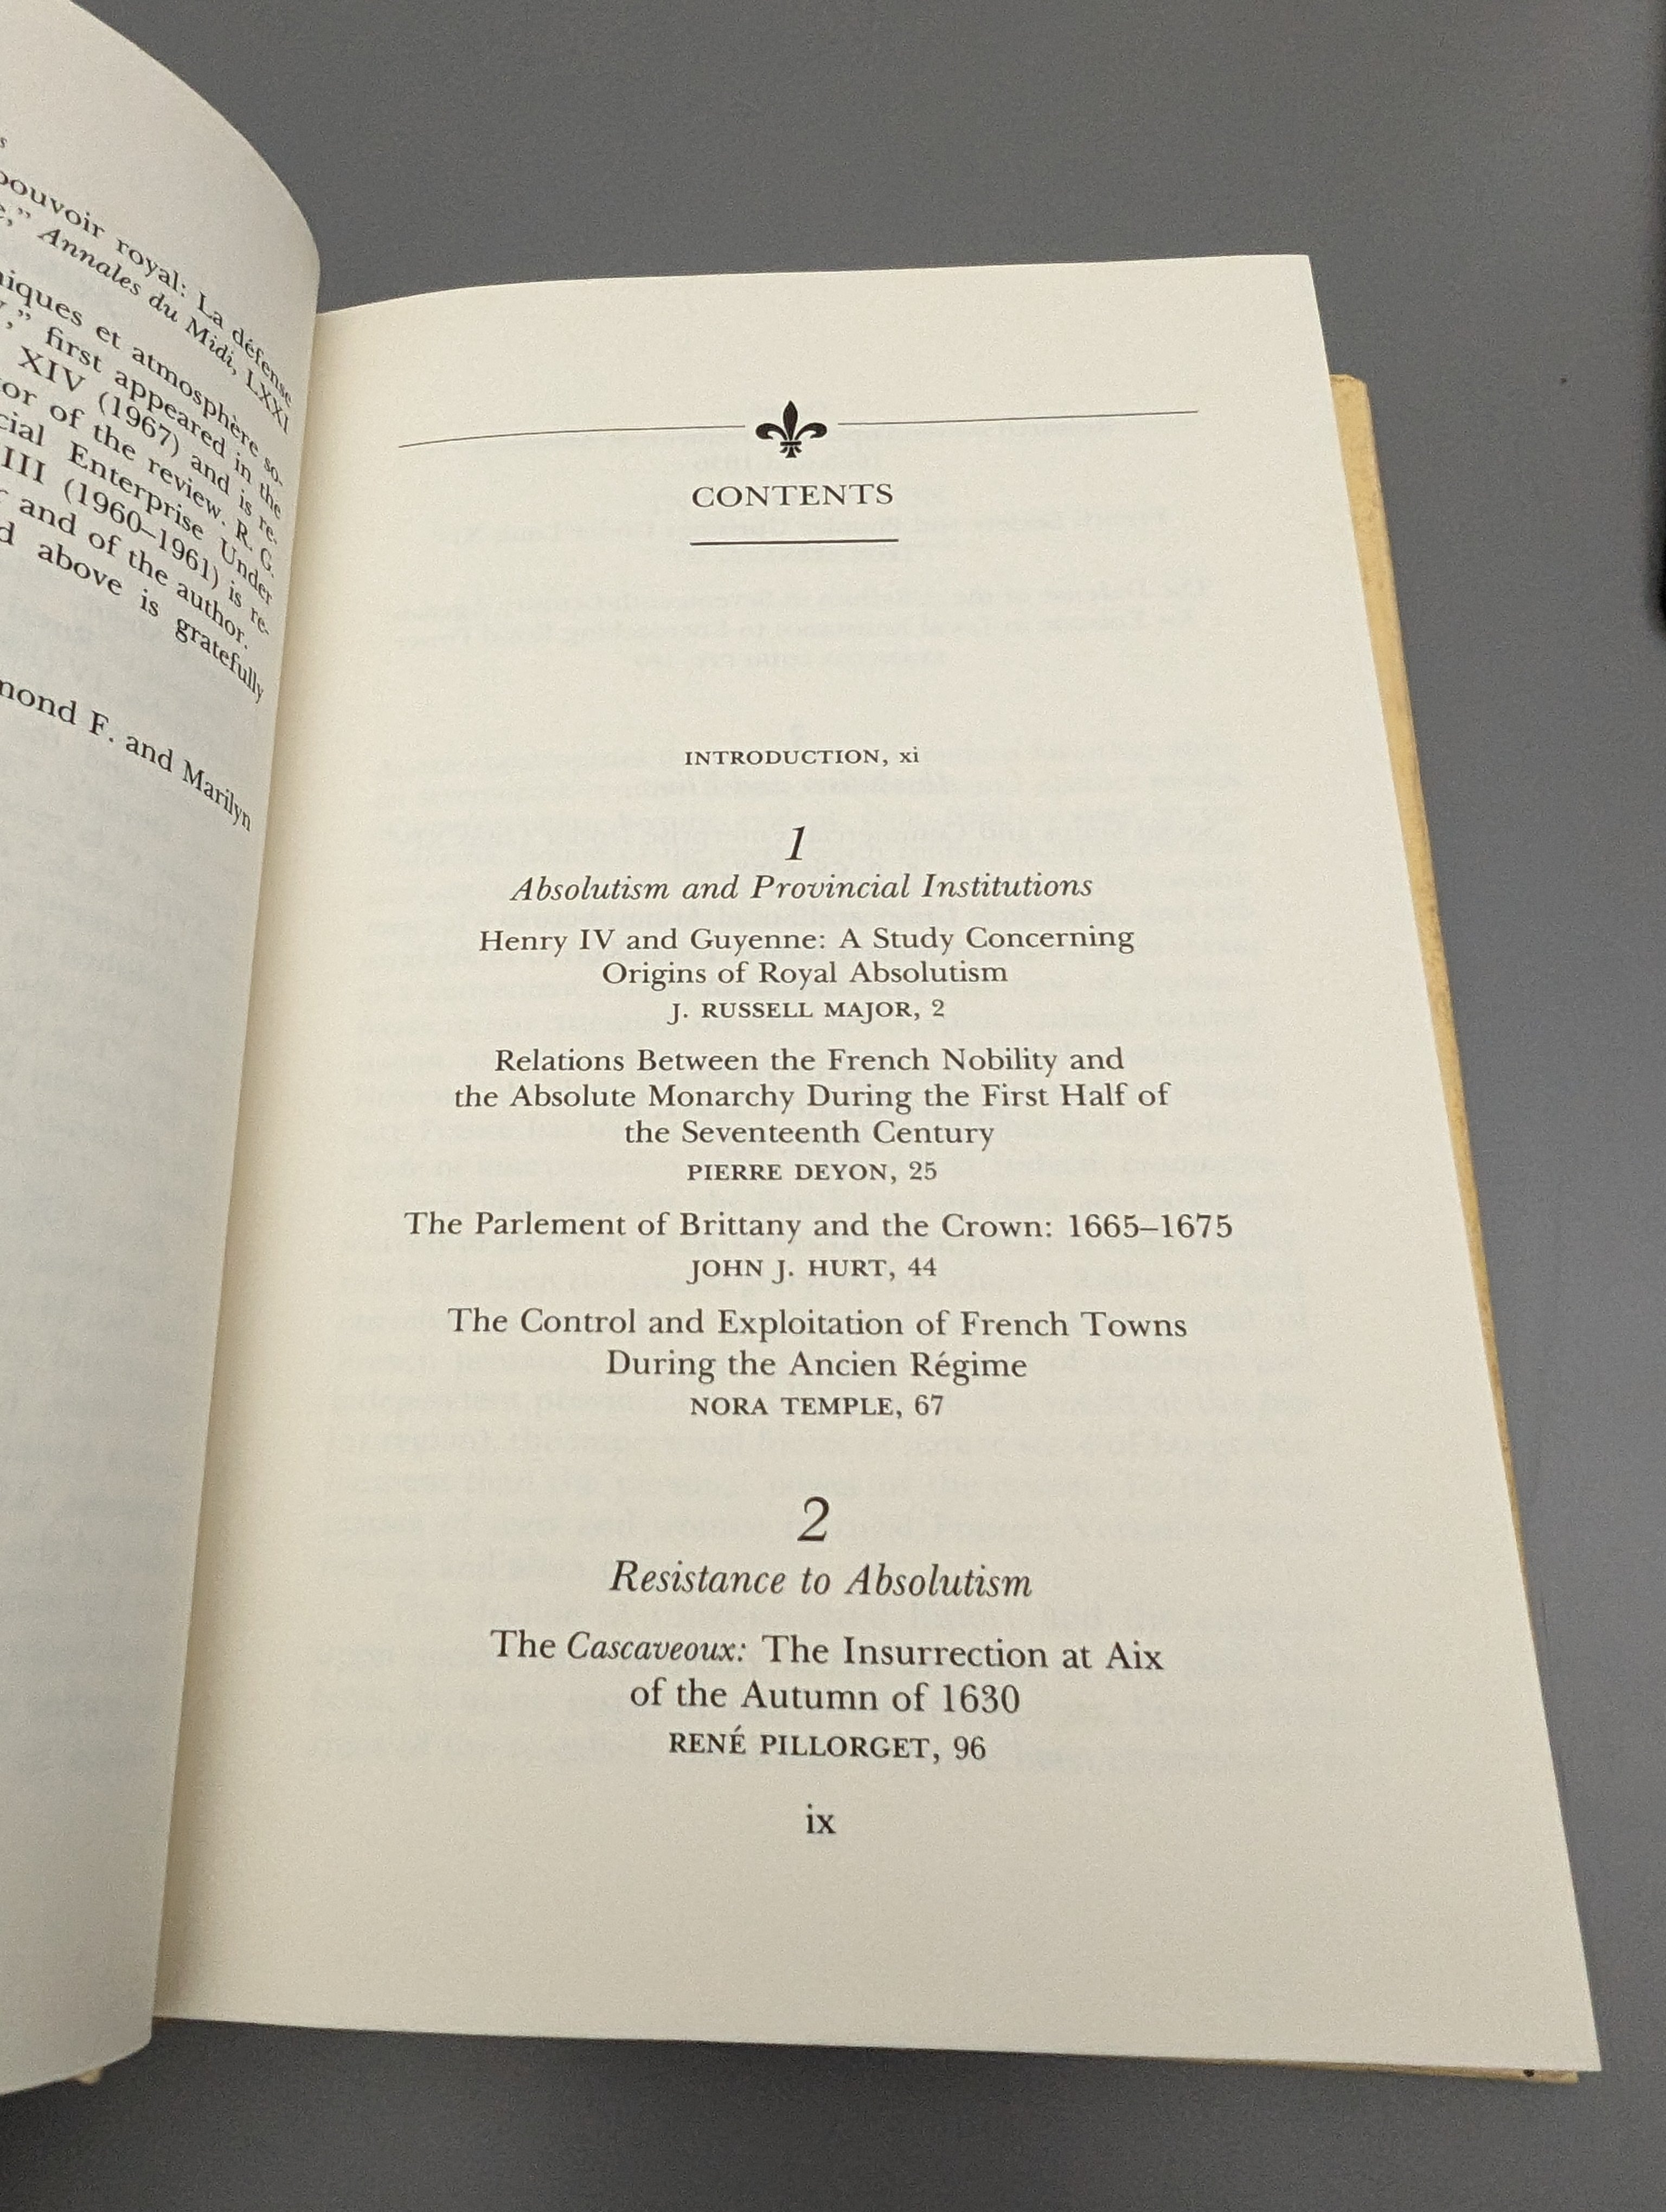 pouvoir royal: La défense
Annales du Midi, LXXI
et atmosphère so-
first appeared in the
XIV (1967) and is re-
of the review. R. G.
Enterprise Under
III (1960–1961) is re-
and of the author.
above is gratefully
F. and Marilyn
CONTENTS
INTRODUCTION, xi
1
Absolutism and Provincial Institutions
Henry IV and Guyenne: A Study Concerning
Origins of Royal Absolutism
J. RUSSELL MAJOR, 2
Relations Between the French Nobility and
the Absolute Monarchy During the First Half of
the Seventeenth Century
PIERRE DEYON, 25
The Parlement of Brittany and the Crown: 1665–1675
JOHN J. HURT, 44
The Control and Exploitation of French Towns
During the Ancien Régime
NORA TEMPLE, 67
2
Resistance to Absolutism
The Cascaveoux: The Insurrection at Aix
of the Autumn of 1630
RENÉ PILLORGET, 96
ix